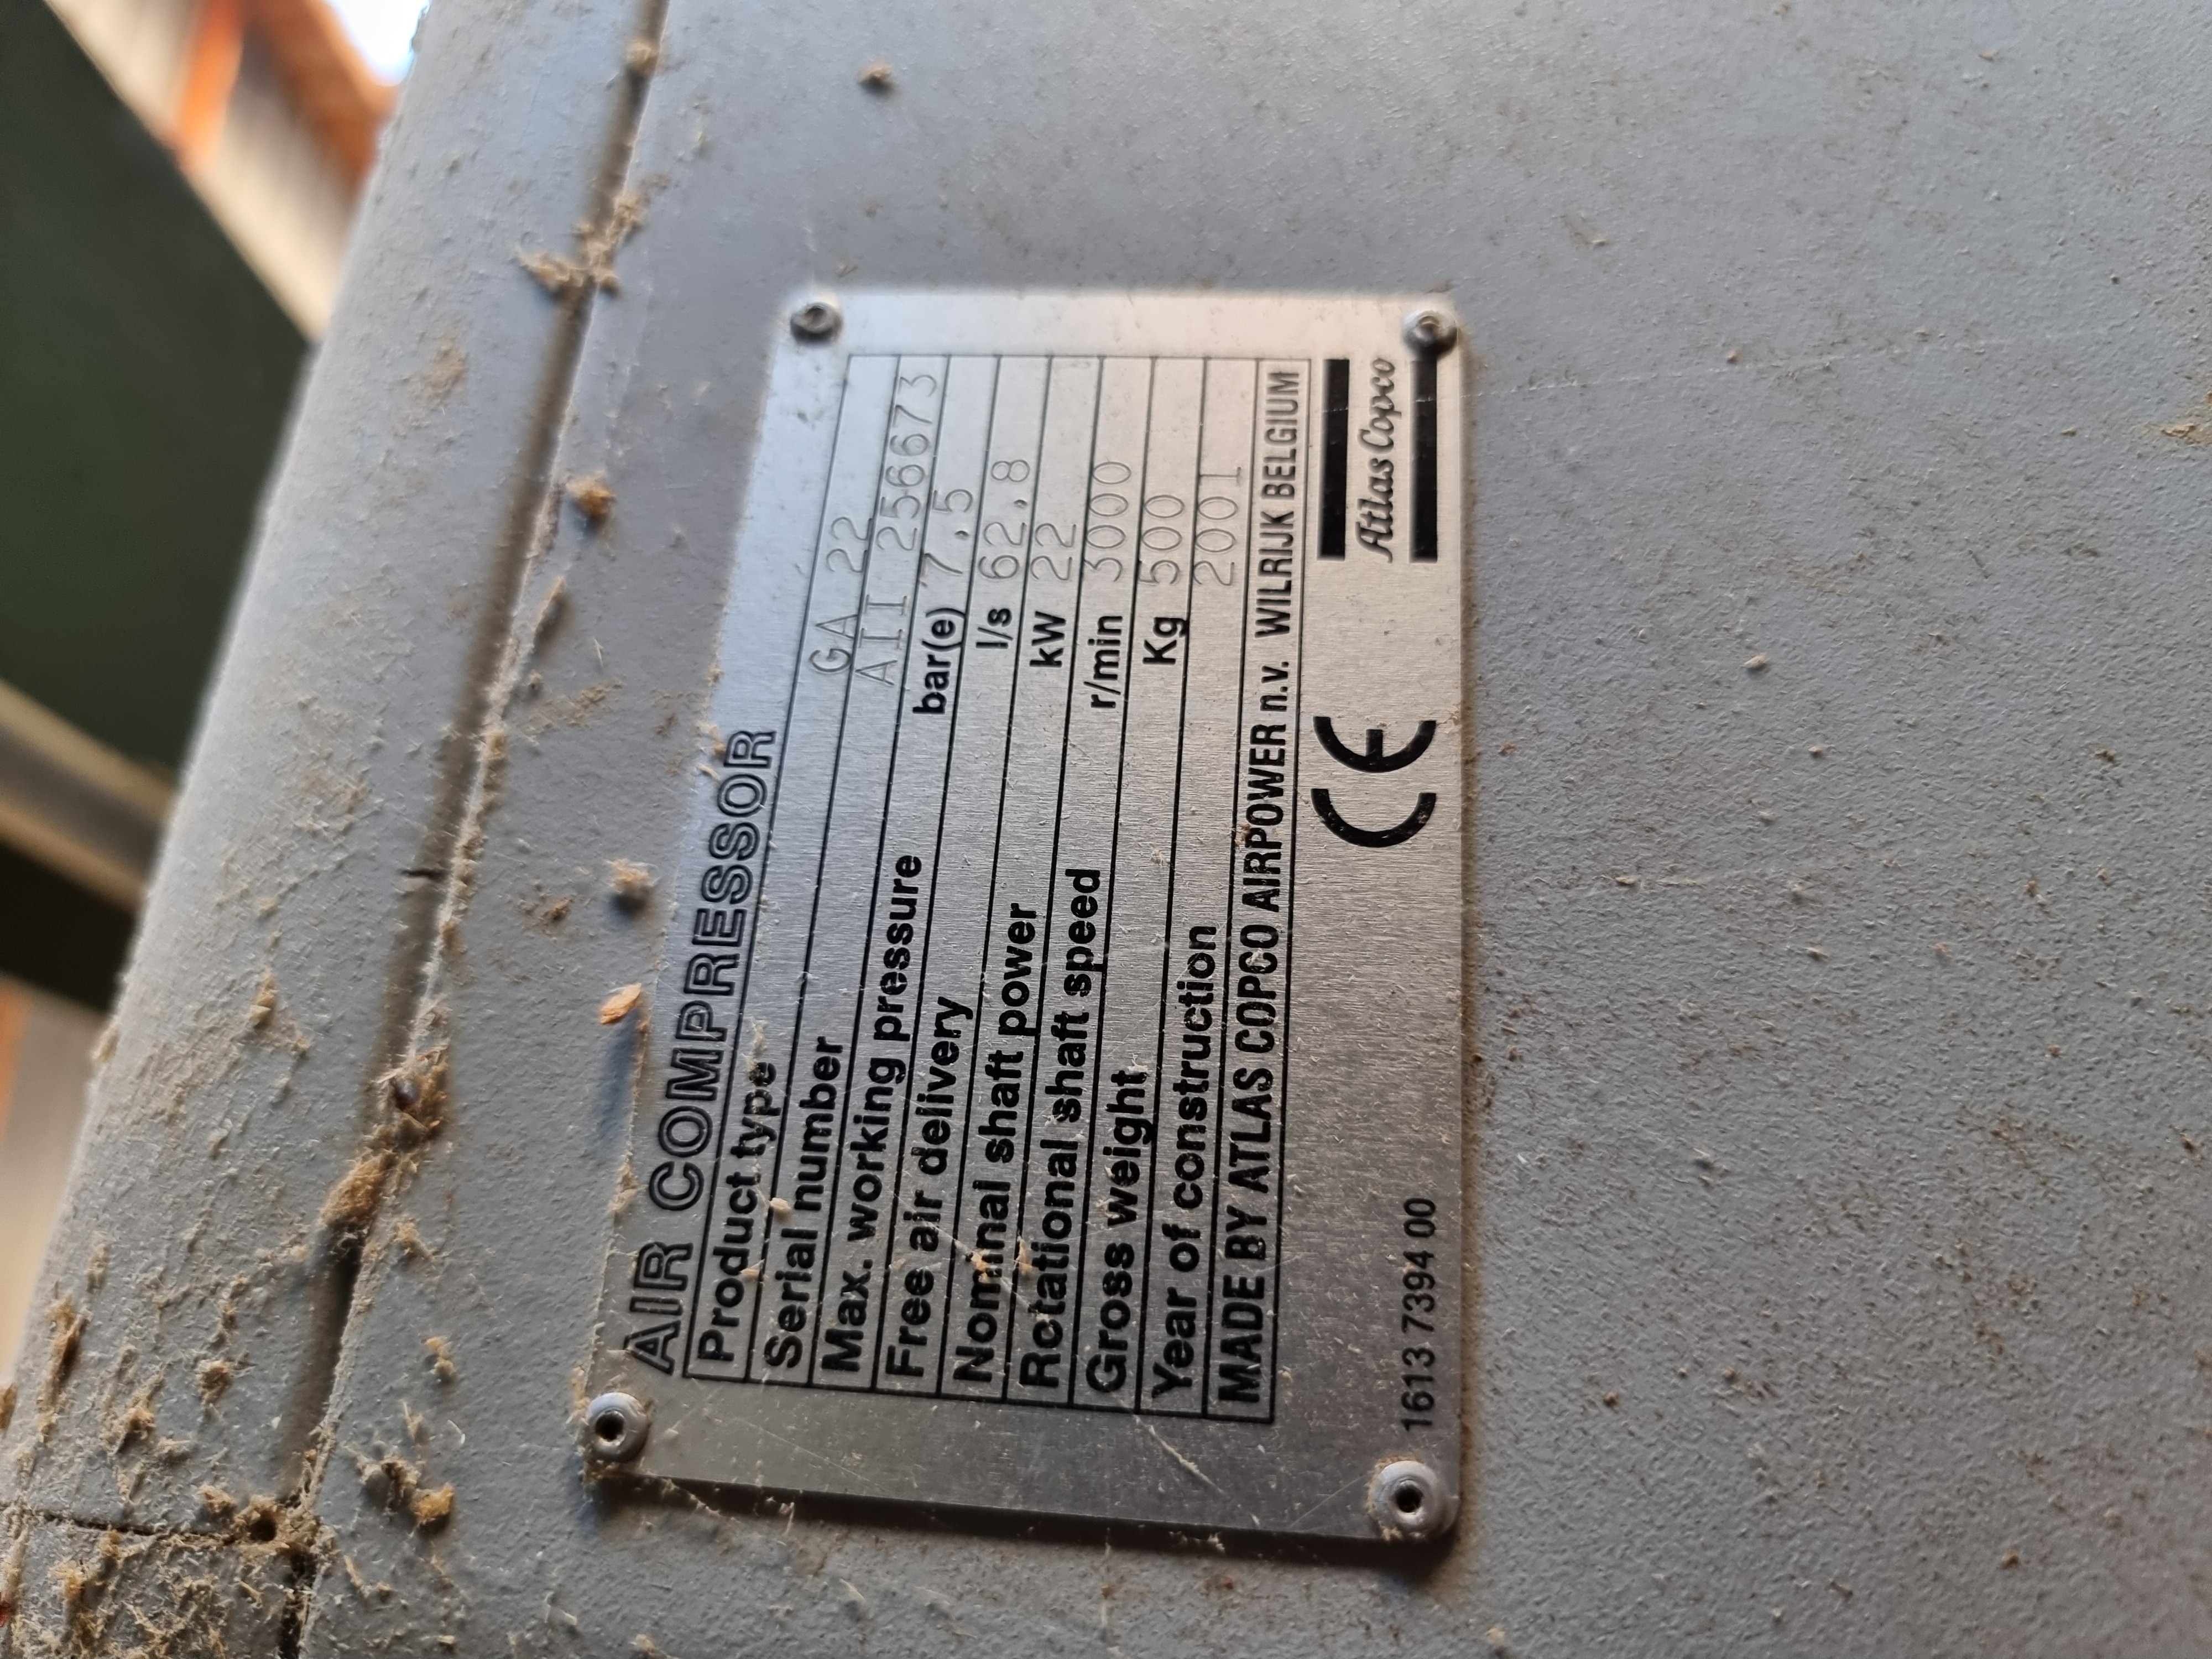 AIR COMPRESSOR
Product type GA 22
Serial number AII 256673
Max. working pressure bar(e) 7,5
Free air delivery l/s 62,8
Nominal shaft power kW 22
Rotational shaft speed r/min 3000
Gross weight Kg 500
Year of construction 2001
MADE BY ATLAS COPCO AIRPOWER n.v. WILRIJK BELGIUM
1613 7394 00 CE Atlas Copco